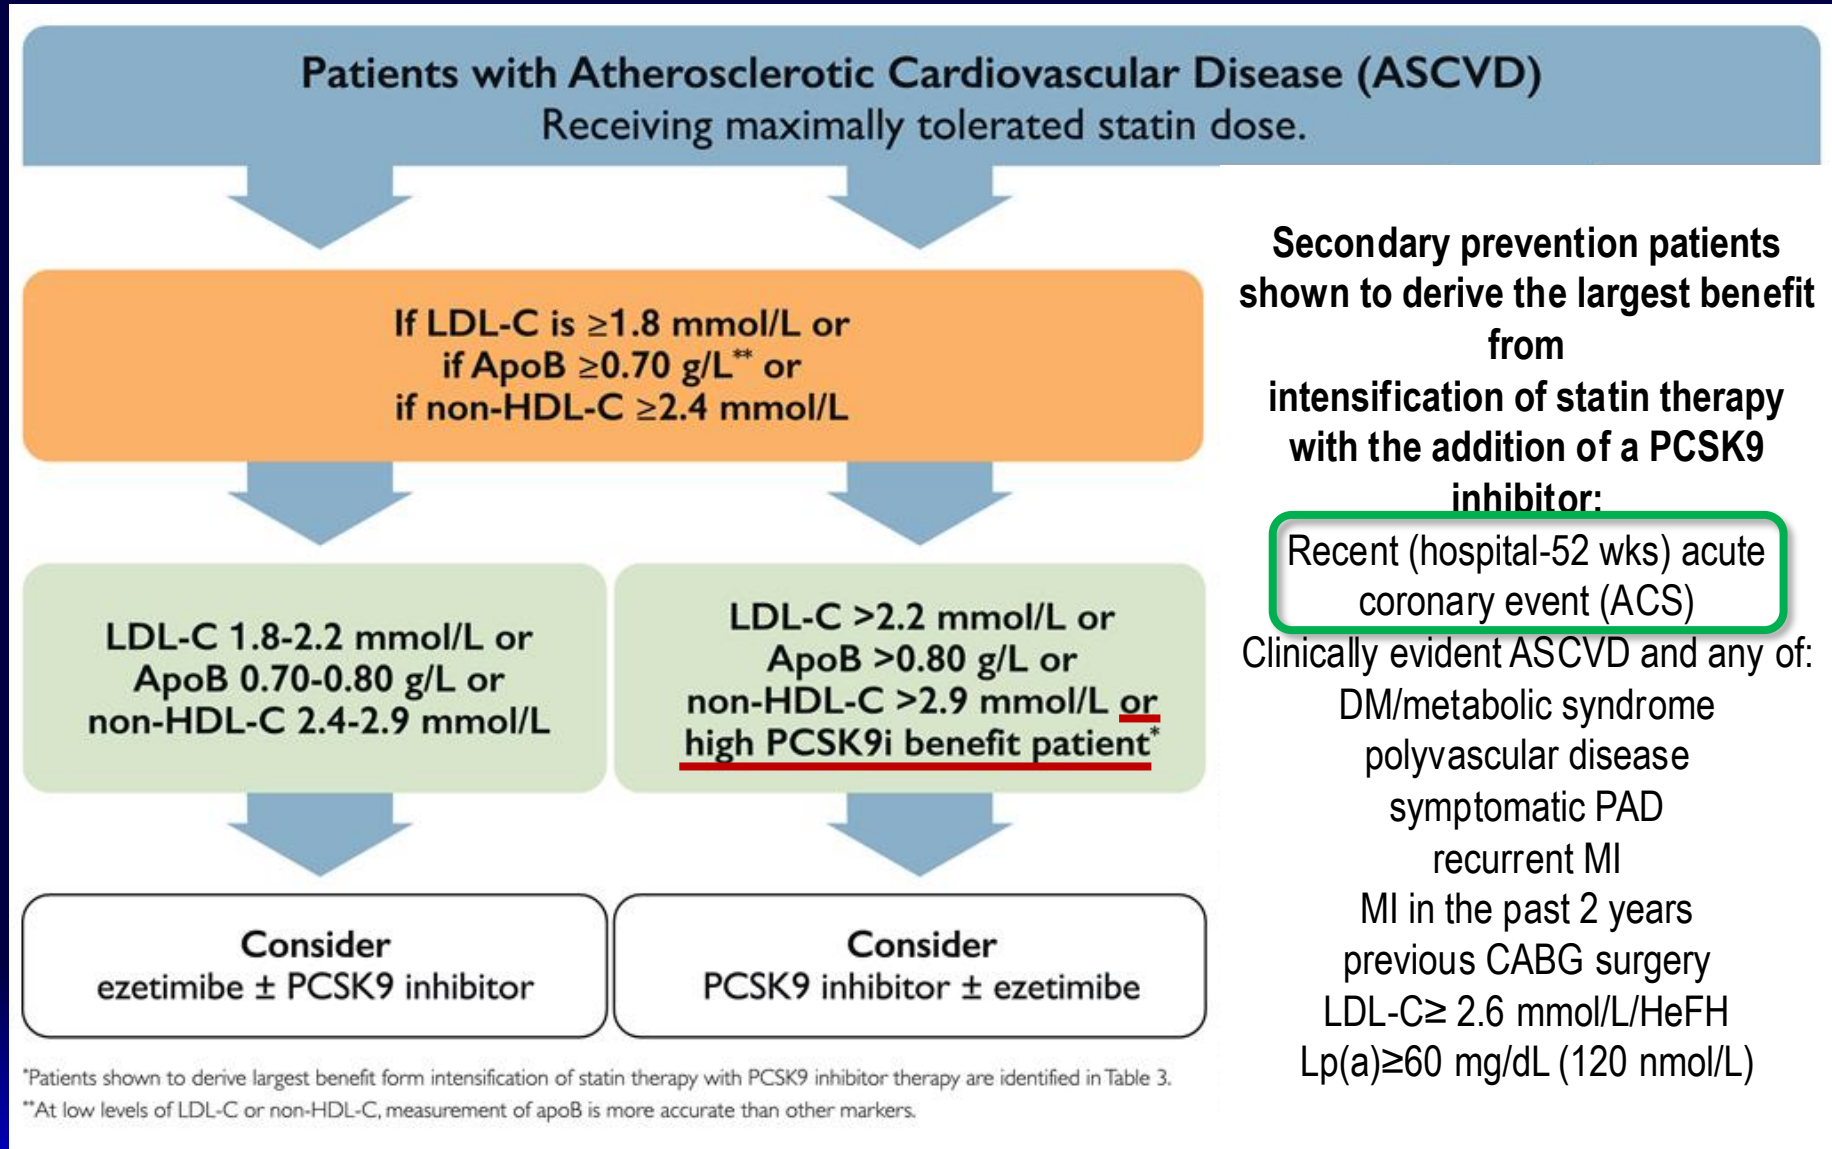 Patients with Atherosclerotic Cardiovascular Disease (ASCVD)
Receiving maximally tolerated statin dose.
If LDL-C is ≥1.8 mmol/L or
if ApoB ≥0.70 g/L** or
if non-HDL-C ≥2.4 mmol/L
LDL-C 1.8-2.2 mmol/L or
ApoB 0.70-0.80 g/L or
non-HDL-C 2.4-2.9 mmol/L
LDL-C >2.2 mmol/L or
ApoB >0.80 g/L or
non-HDL-C >2.9 mmol/L or
high PCSK9i benefit patient*
Consider
ezetimibe ± PCSK9 inhibitor
Consider
PCSK9 inhibitor ± ezetimibe
*Patients shown to derive largest benefit form intensification of statin therapy with PCSK9 inhibitor therapy are identified in Table 3.
**At low levels of LDL-C or non-HDL-C, measurement of apoB is more accurate than other markers.
Secondary prevention patients
shown to derive the largest benefit
from
intensification of statin therapy
with the addition of a PCSK9
inhibitor:
Recent (hospital-52 wks) acute
coronary event (ACS)
Clinically evident ASCVD and any of:
DM/metabolic syndrome
polyvascular disease
symptomatic PAD
recurrent MI
MI in the past 2 years
previous CABG surgery
LDL-C≥ 2.6 mmol/L/HeFH
Lp(a)≥60 mg/dL (120 nmol/L)